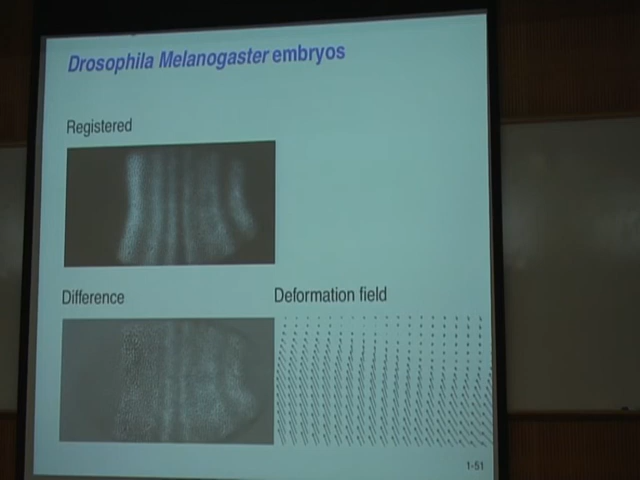 Drosophila Melanogaster embryos
Registered
Difference
Deformation field
1-51